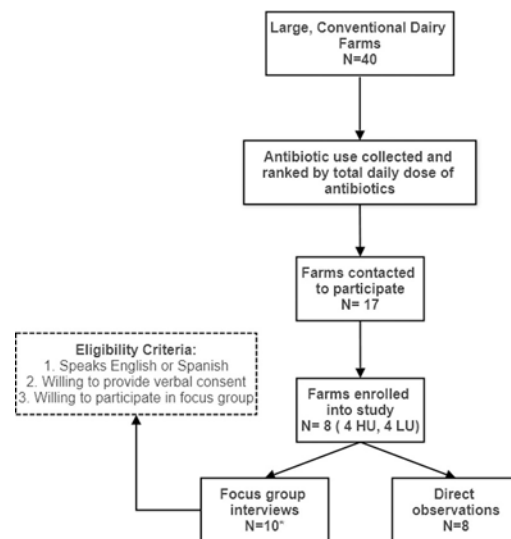 Large, Conventional Dairy
Farms
N=40
Antibiotic use collected and
ranked by total daily dose of
antibiotics
Farms contacted
to participate
N= 17
Eligibility Criteria:
1. Speaks English or Spanish
2. Willing to provide verbal consent
3. Willing to participate in focus group
Farms enrolled
into study
N= 8 ( 4 HU, 4 LU)
Focus group
interviews
N=10*
Direct
observations
N=8